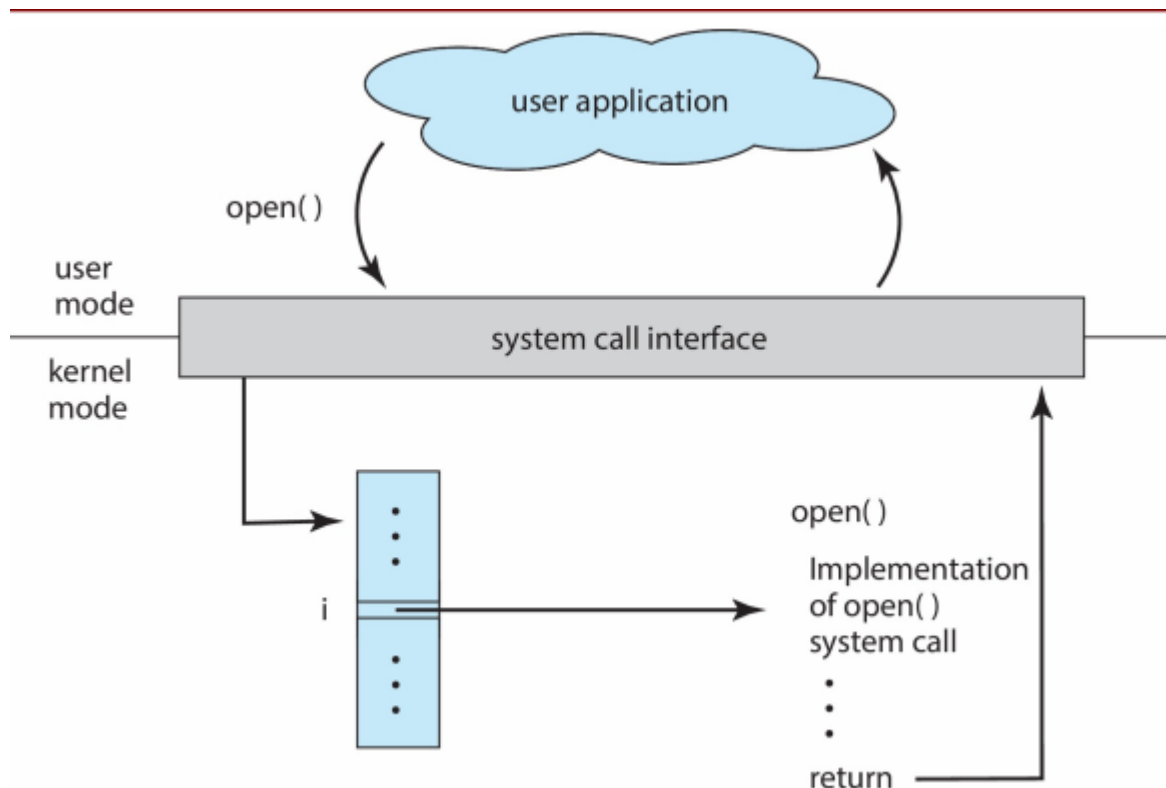 user application
open( )
user
mode
system call interface
kernel
mode
open( )
i
Implementation
of open( )
system call
return